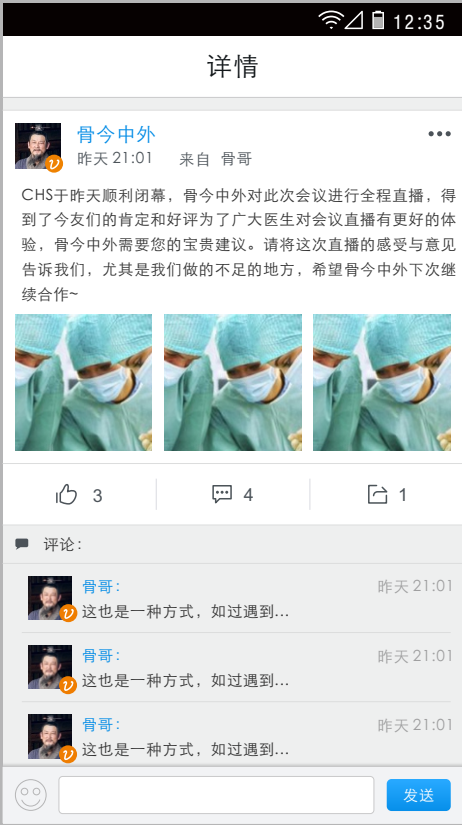 12:35
详情
骨今中外
昨天 21:01 来自 骨哥
CHS于昨天顺利闭幕，骨今中外对此次会议进行全程直播，得
到了今友们的肯定和好评为了广大医生对会议直播有更好的体
验，骨今中外需要您的宝贵建议。请将这次直播的感受与意见
告诉我们，尤其是我们做的不足的地方，希望骨今中外下次继
续合作~
3
4
1
评论：
骨哥：
昨天 21:01
这也是一种方式，如过遇到...
骨哥：
昨天 21:01
这也是一种方式，如过遇到...
骨哥：
昨天 21:01
这也是一种方式，如过遇到...
发送